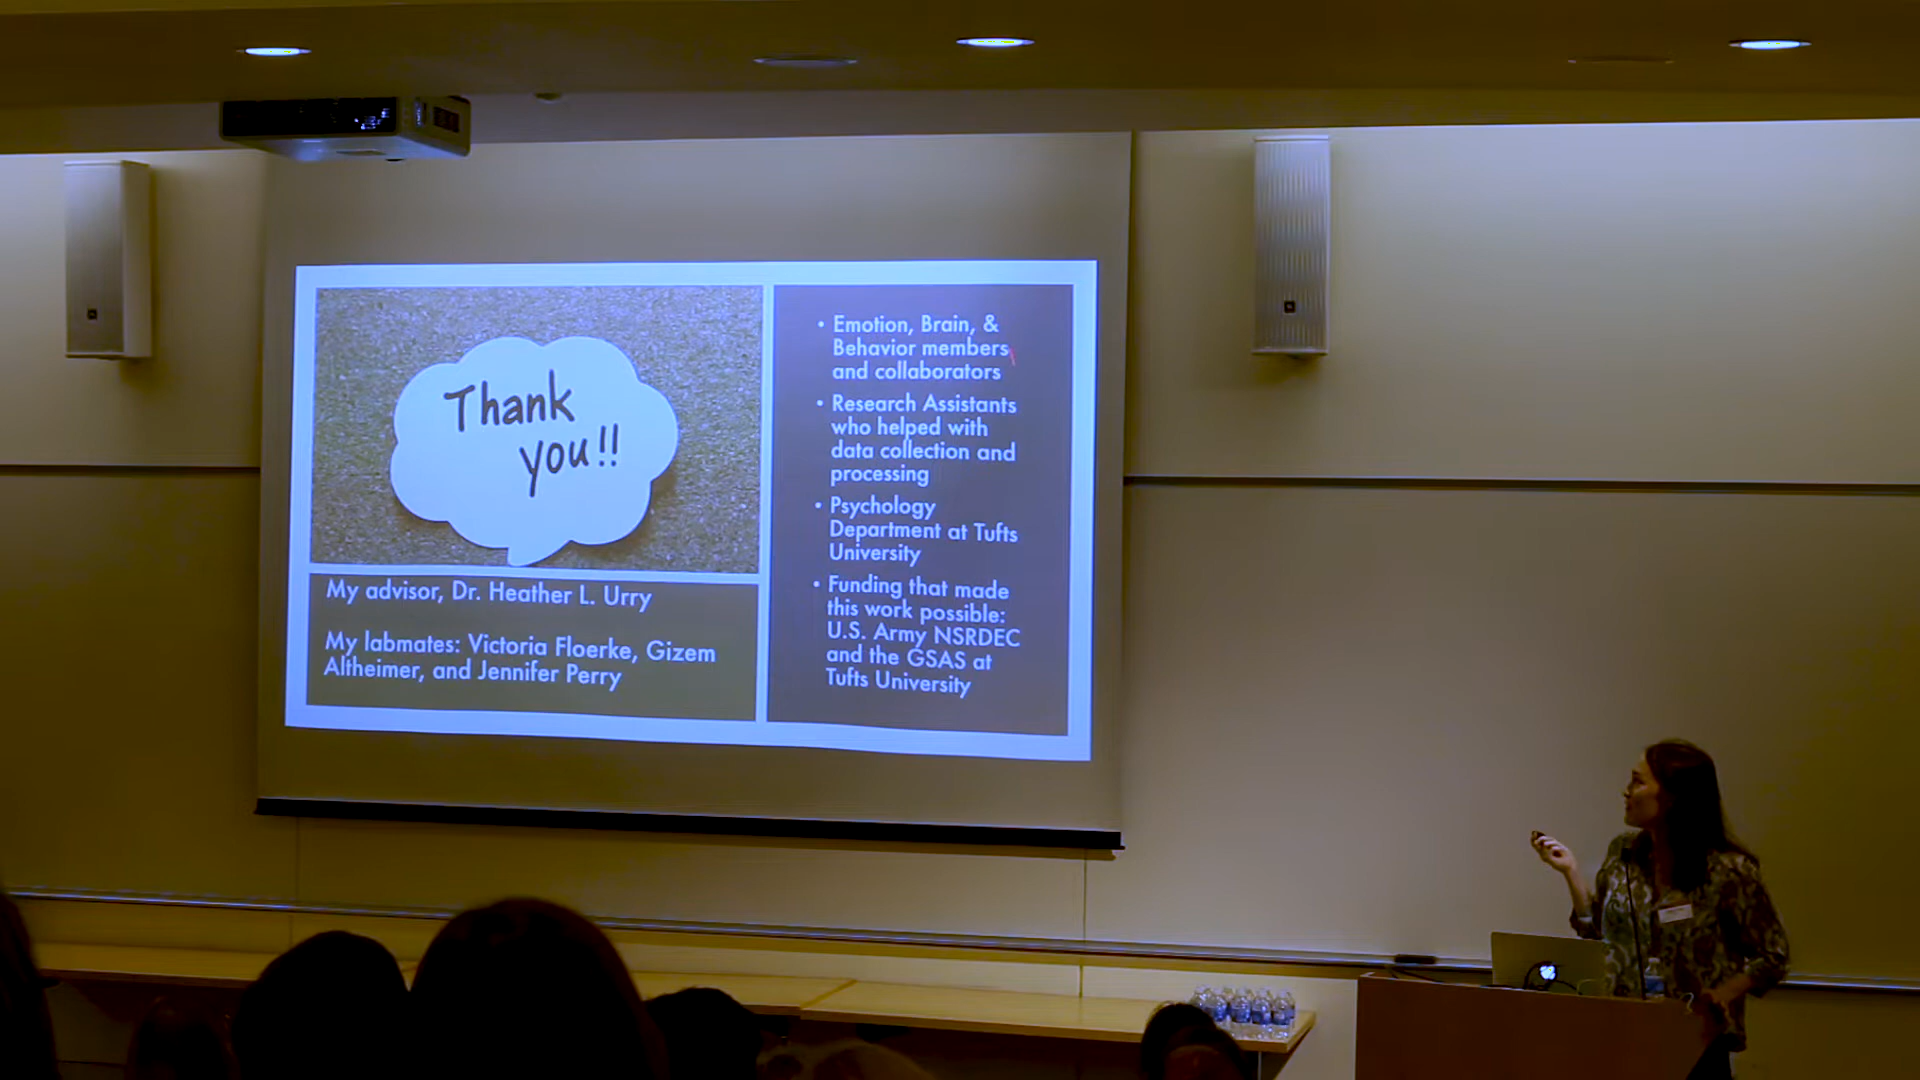 Thank
you!!
My advisor, Dr. Heather L. Urry
My labmates: Victoria Floerke, Gizem
Altheimer, and Jennifer Perry
• Emotion, Brain, &
Behavior members
and collaborators
• Research Assistants
who helped with
data collection and
processing
• Psychology
Department at Tufts
University
• Funding that made
this work possible:
U.S. Army NSRDEC
and the GSAS at
Tufts University